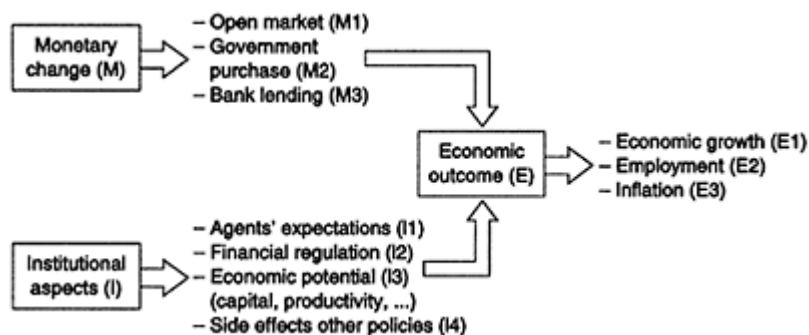 Monetary
change (M)
– Open market (M1)
– Government
purchase (M2)
– Bank lending (M3)
Economic
outcome (E)
– Economic growth (E1)
– Employment (E2)
– Inflation (E3)
Institutional
aspects (I)
– Agents' expectations (I1)
– Financial regulation (I2)
– Economic potential (I3)
(capital, productivity, ...)
– Side effects other policies (I4)